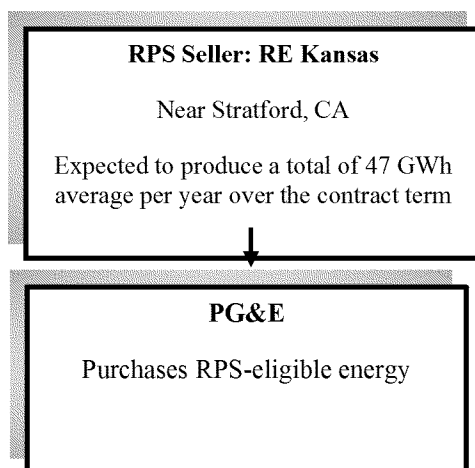 RPS Seller: RE Kansas
Near Stratford, CA
Expected to produce a total of 47 GWh
average per year over the contract term
PG&E
Purchases RPS-eligible energy